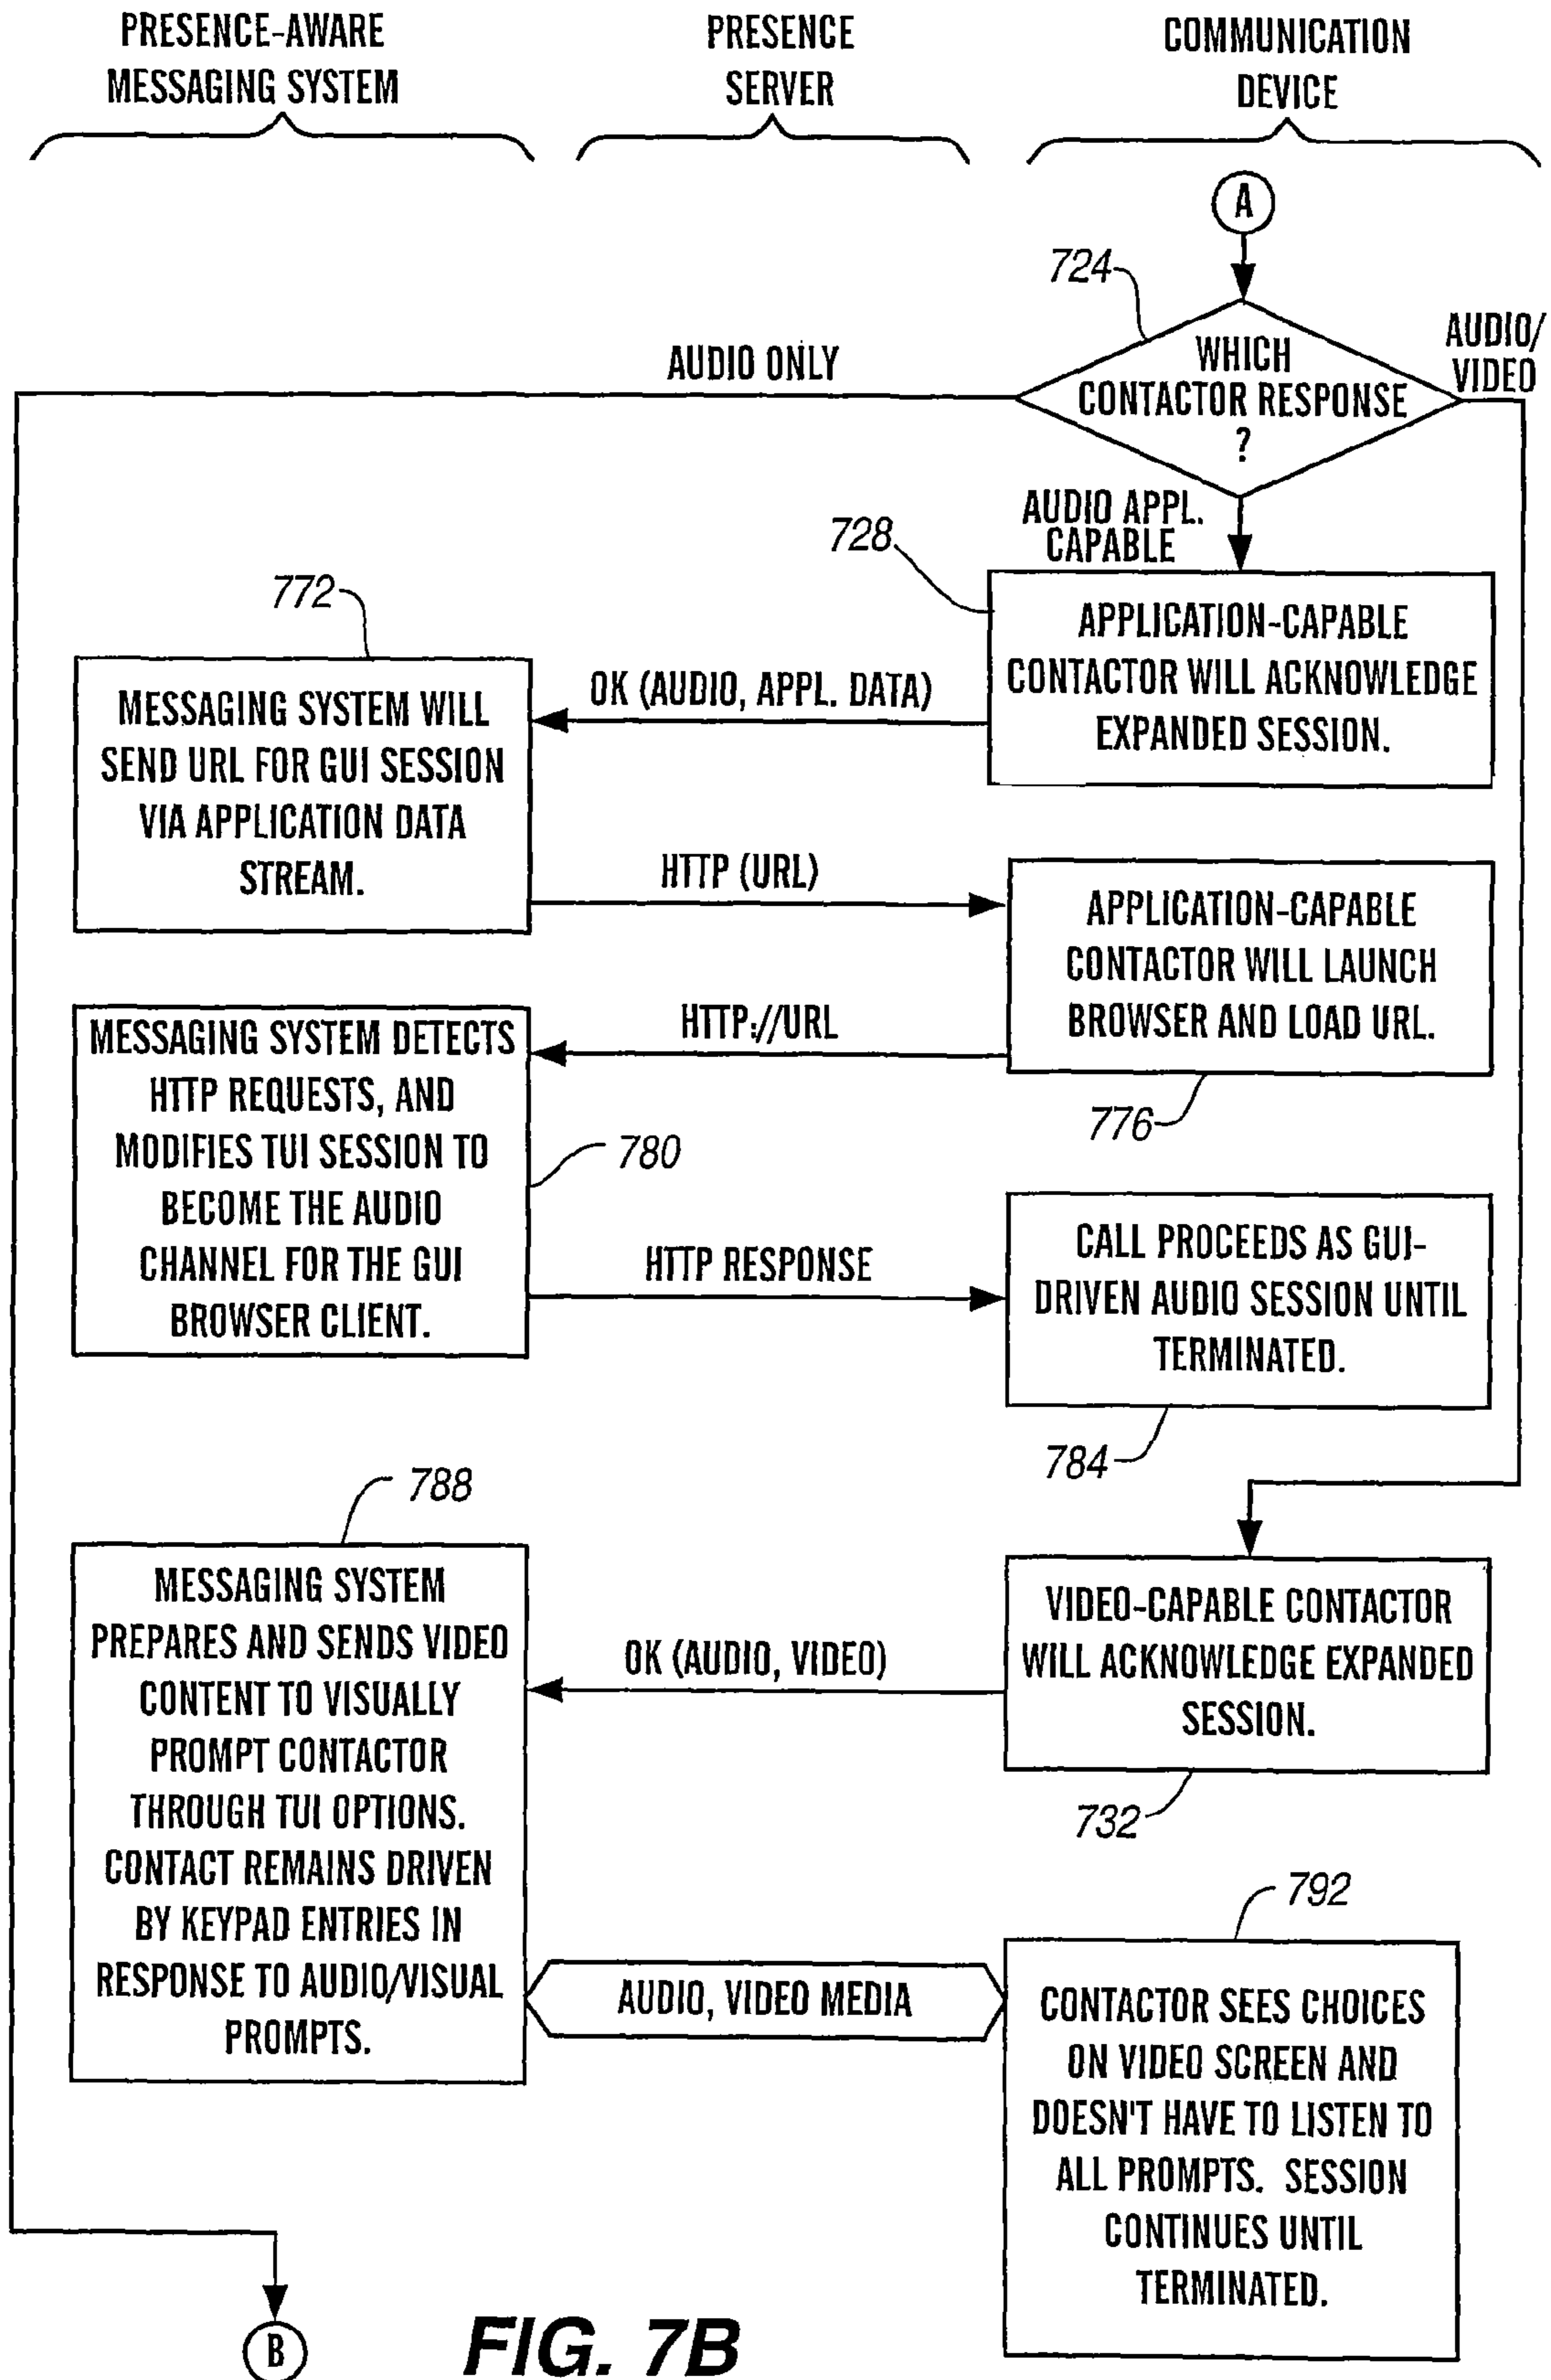 PRESENCE-AWARE
MESSAGING SYSTEM
PRESENCE
SERVER
COMMUNICATION
DEVICE
A
724
WHICH
CONTACTOR RESPONSE
?
AUDIO ONLY
AUDIO/
VIDEO
AUDIO APPL.
CAPABLE
728
APPLICATION-CAPABLE
CONTACTOR WILL ACKNOWLEDGE
EXPANDED SESSION.
772
OK (AUDIO, APPL. DATA)
MESSAGING SYSTEM WILL
SEND URL FOR GUI SESSION
VIA APPLICATION DATA
STREAM.
HTTP (URL)
APPLICATION-CAPABLE
CONTACTOR WILL LAUNCH
BROWSER AND LOAD URL.
776
HTTP://URL
MESSAGING SYSTEM DETECTS
HTTP REQUESTS, AND
MODIFIES TUI SESSION TO
BECOME THE AUDIO
CHANNEL FOR THE GUI
BROWSER CLIENT.
780
HTTP RESPONSE
CALL PROCEEDS AS GUI-
DRIVEN AUDIO SESSION UNTIL
TERMINATED.
784
788
VIDEO-CAPABLE CONTACTOR
WILL ACKNOWLEDGE EXPANDED
SESSION.
732
OK (AUDIO, VIDEO)
MESSAGING SYSTEM
PREPARES AND SENDS VIDEO
CONTENT TO VISUALLY
PROMPT CONTACTOR
THROUGH TUI OPTIONS.
CONTACT REMAINS DRIVEN
BY KEYPAD ENTRIES IN
RESPONSE TO AUDIO/VISUAL
PROMPTS.
AUDIO, VIDEO MEDIA
792
CONTACTOR SEES CHOICES
ON VIDEO SCREEN AND
DOESN'T HAVE TO LISTEN TO
ALL PROMPTS. SESSION
CONTINUES UNTIL
TERMINATED.
B
FIG. 7B